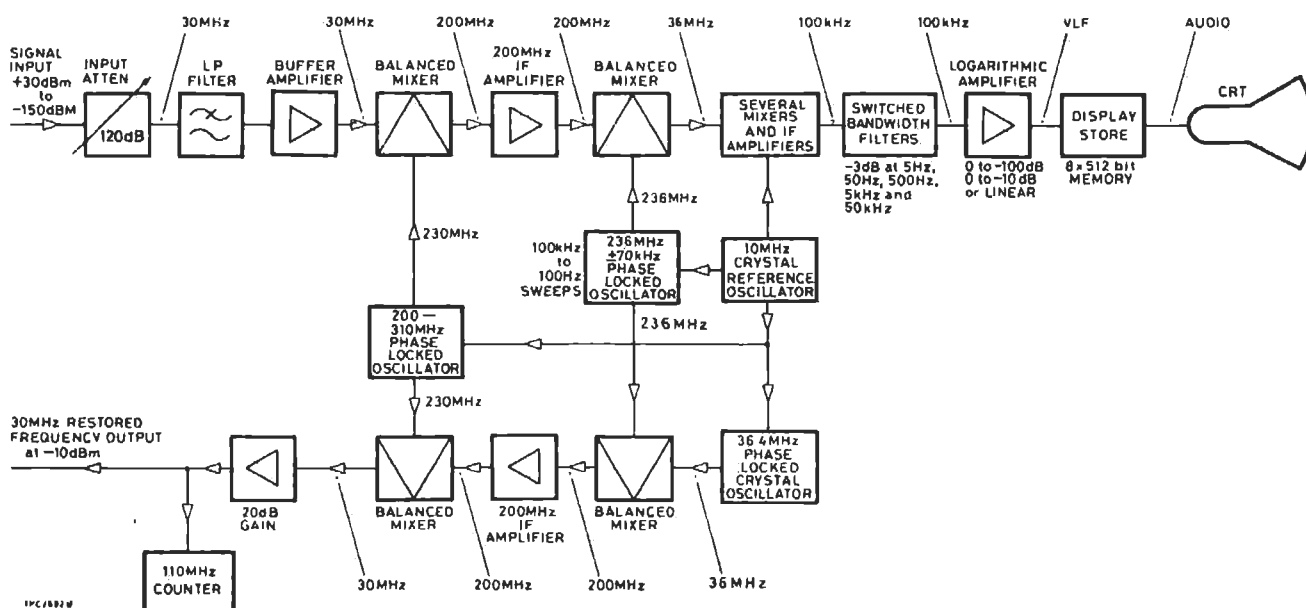 30MHz
30MHz
200MHz
200MHz
36MHz
100kHz
100kHz
VLF
AUDIO
SIGNAL
INPUT
+30dBm
to
-150dBM
INPUT
ATTEN
120dB
LP
FILTER
BUFFER
AMPLIFIER
BALANCED
MIXER
200MHz
IF
AMPLIFIER
BALANCED
MIXER
SEVERAL
MIXERS
AND IF
AMPLIFIERS
SWITCHED
BANDWIDTH
FILTERS.
-3dB at 5Hz,
50Hz, 500Hz,
5kHz and
50kHz
LOGARITHMIC
AMPLIFIER
0 to -100dB
0 to -10dB
or LINEAR
DISPLAY
STORE
8 x 512 bit
MEMORY
CRT
230MHz
236MHz
100kHz
to
100Hz
SWEEPS
236MHz
±70kHz
PHASE
LOCKED
OSCILLATOR
10MHz
CRYSTAL
REFERENCE
OSCILLATOR
200—
310MHz
PHASE
LOCKED
OSCILLATOR
236MHz
230MHz
30MHz RESTORED
FREQUENCY OUTPUT
at -10dBm
20dB
GAIN
BALANCED
MIXER
200MHz
IF
AMPLIFIER
BALANCED
MIXER
36.4MHz
PHASE
LOCKED
CRYSTAL
OSCILLATOR
110MHz
COUNTER
30MHz
200MHz
200MHz
36MHz